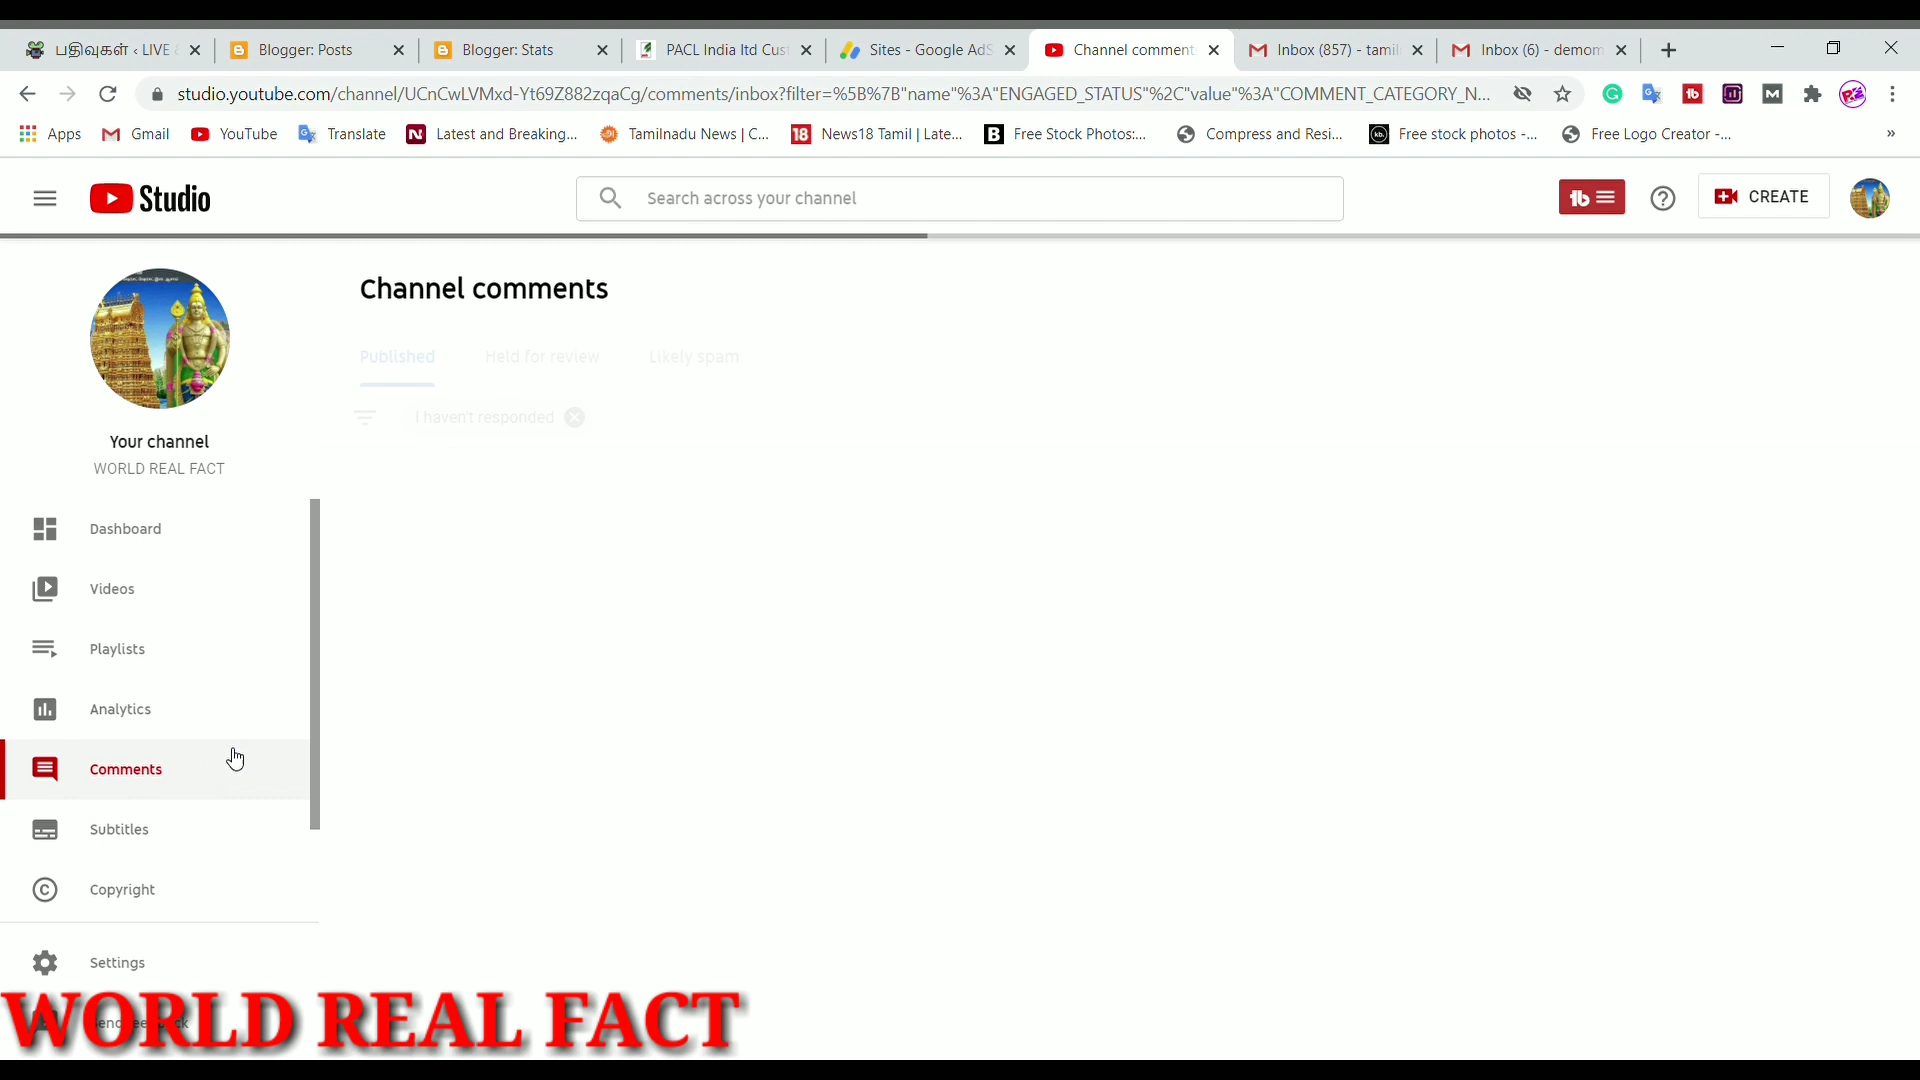 பதிவுகள் ‹ LIVE
Blogger: Posts
Blogger: Stats
PACL India ltd Cus
Sites - Google AdS
Channel comment
Inbox (857) - tamil
Inbox (6) - demom
studio.youtube.com/channel/UCnCwLVMxd-Yt69Z882zqaCg/comments/inbox?filter=%5B%7B"name"%3A"ENGAGED_STATUS"%2C"value"%3A"COMMENT_CATEGORY_N...
Apps
Gmail
YouTube
Translate
Latest and Breaking...
Tamilnadu News | C...
News18 Tamil | Late...
Free Stock Photos:...
Compress and Resi...
Free stock photos -...
Free Logo Creator -...
»
Studio
Search across your channel
CREATE
Channel comments
Published
Held for review
Likely spam
I haven't responded
Your channel
WORLD REAL FACT
Dashboard
Videos
Playlists
Analytics
Comments
Subtitles
Copyright
Settings
WORLD REAL FACT